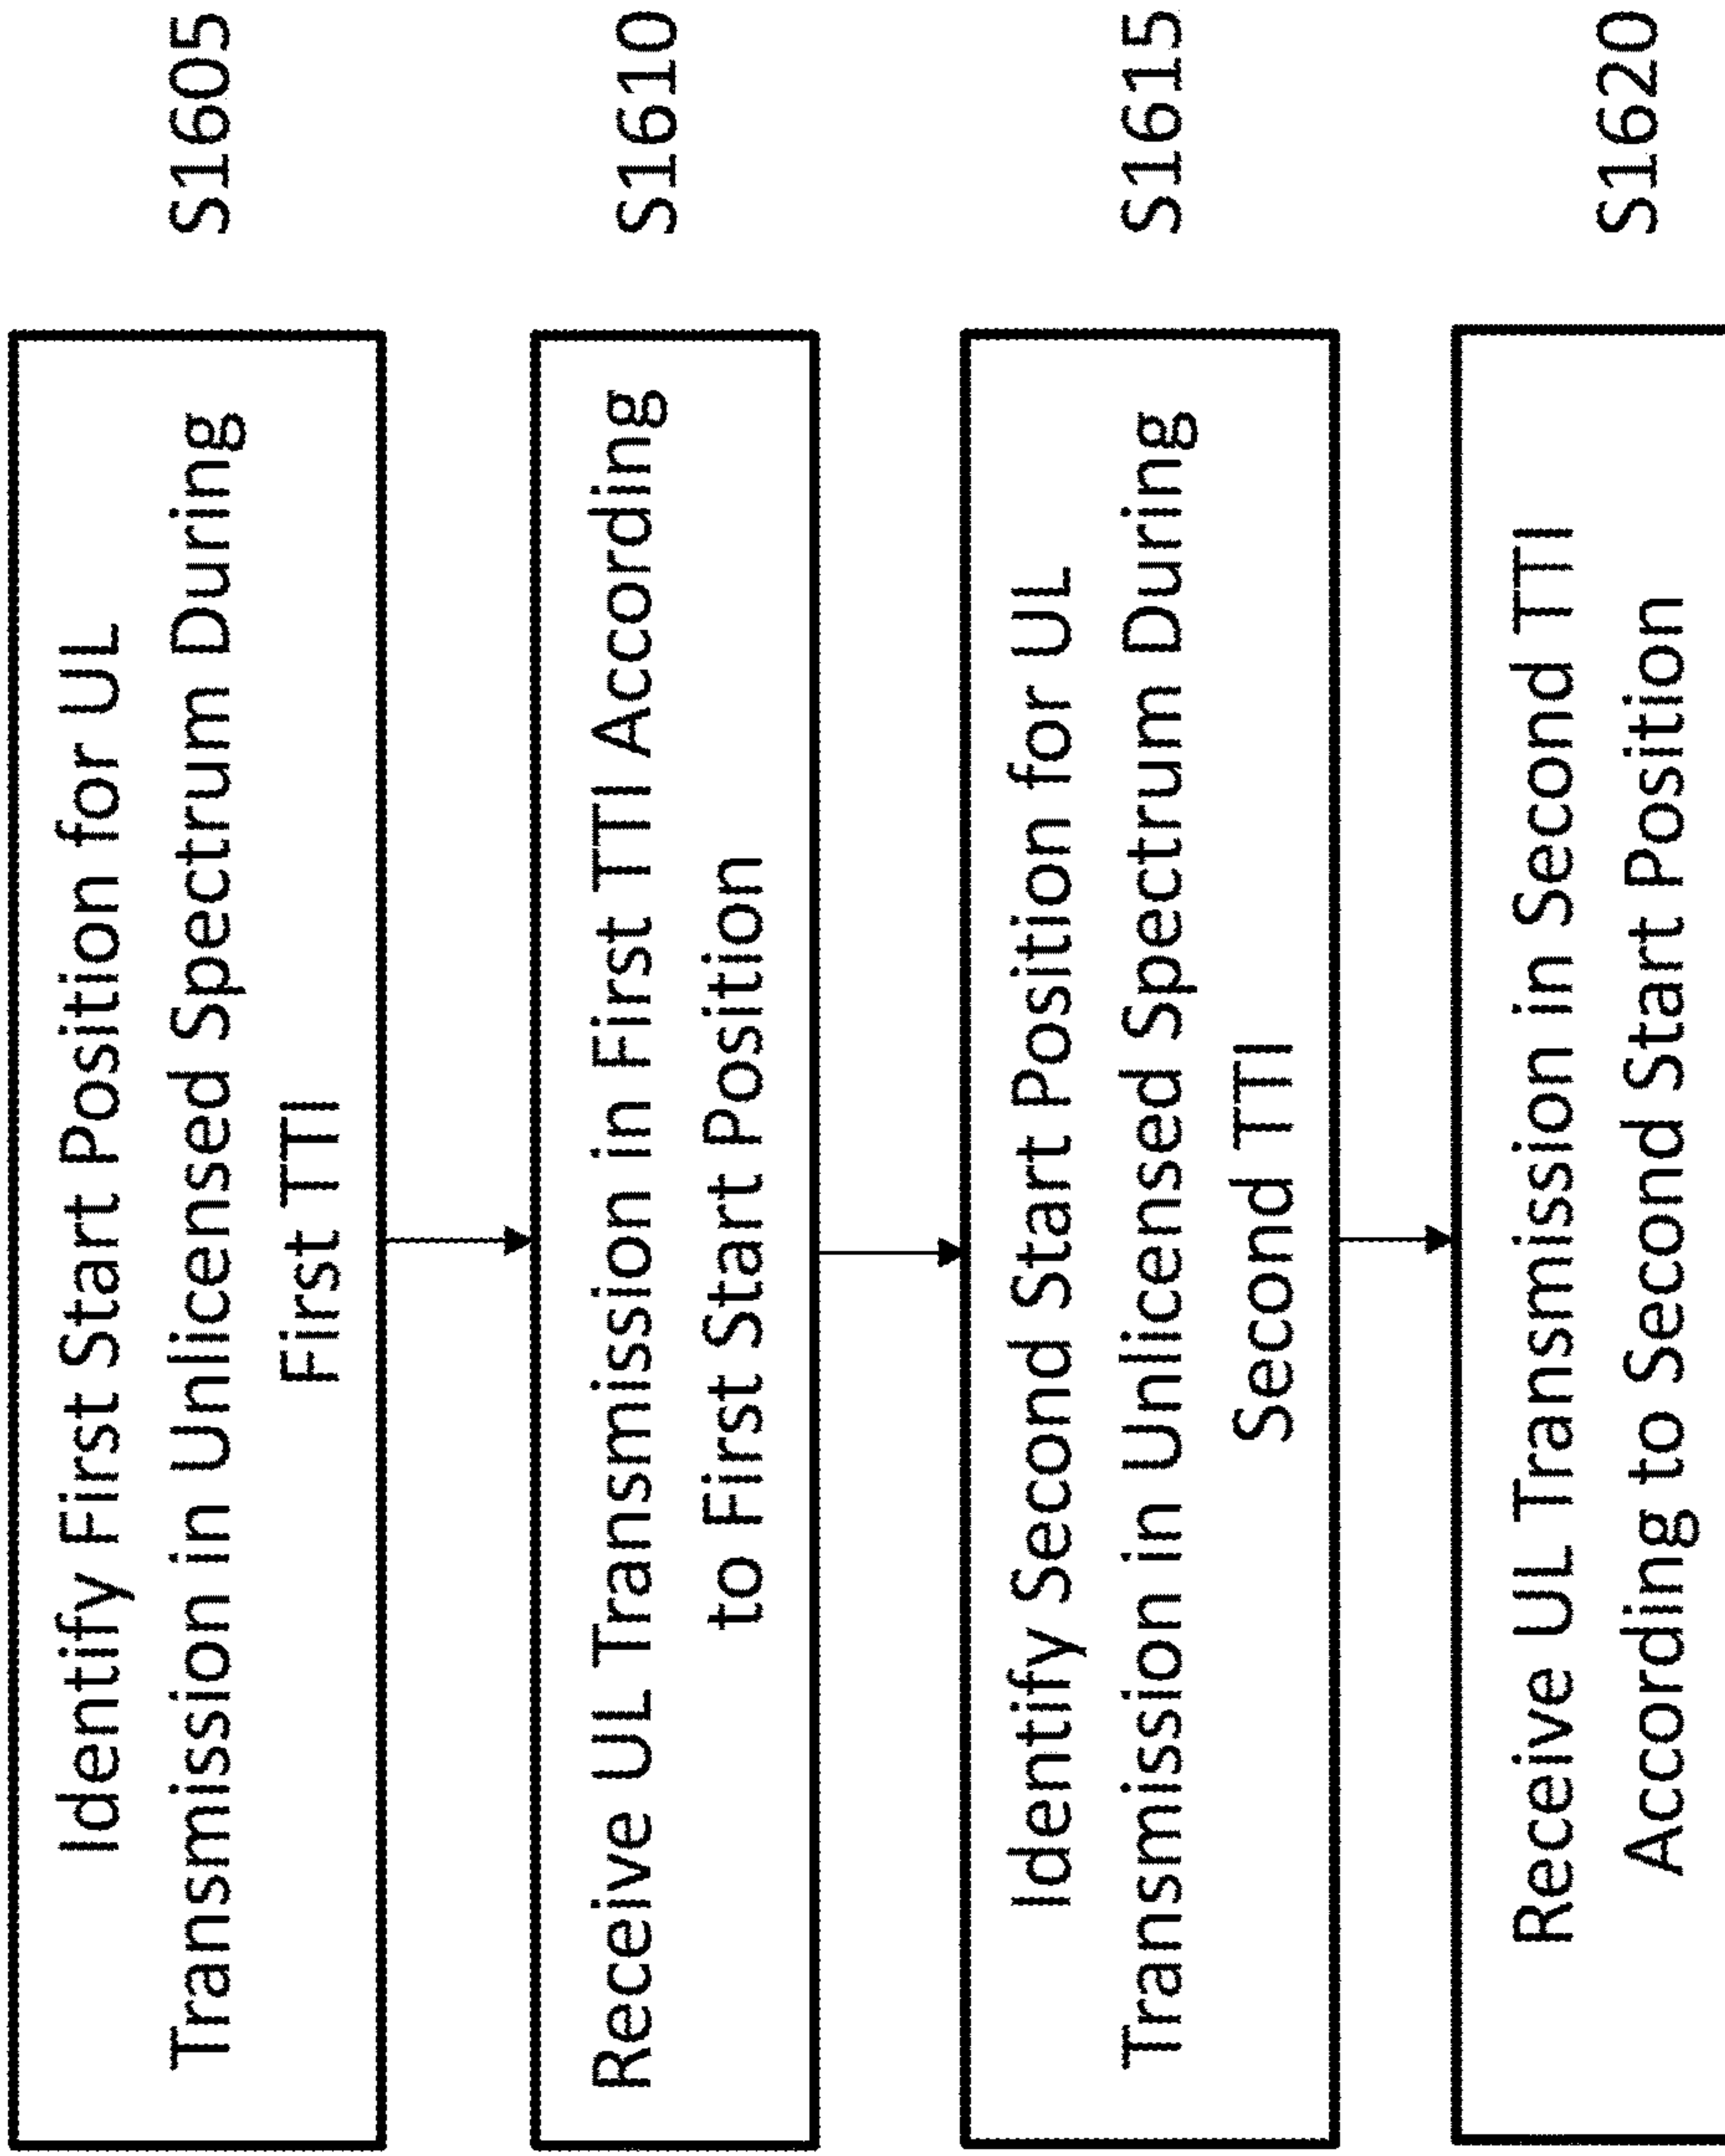 Identify First Start Position for UL
Transmission in Unlicensed Spectrum During
First TTI
S1605
Receive UL Transmission in First TTI According
to First Start Position
S1610
Identify Second Start Position for UL
Transmission in Unlicensed Spectrum During
Second TTI
S1615
Receive UL Transmission in Second TTI
According to Second Start Position
S1620